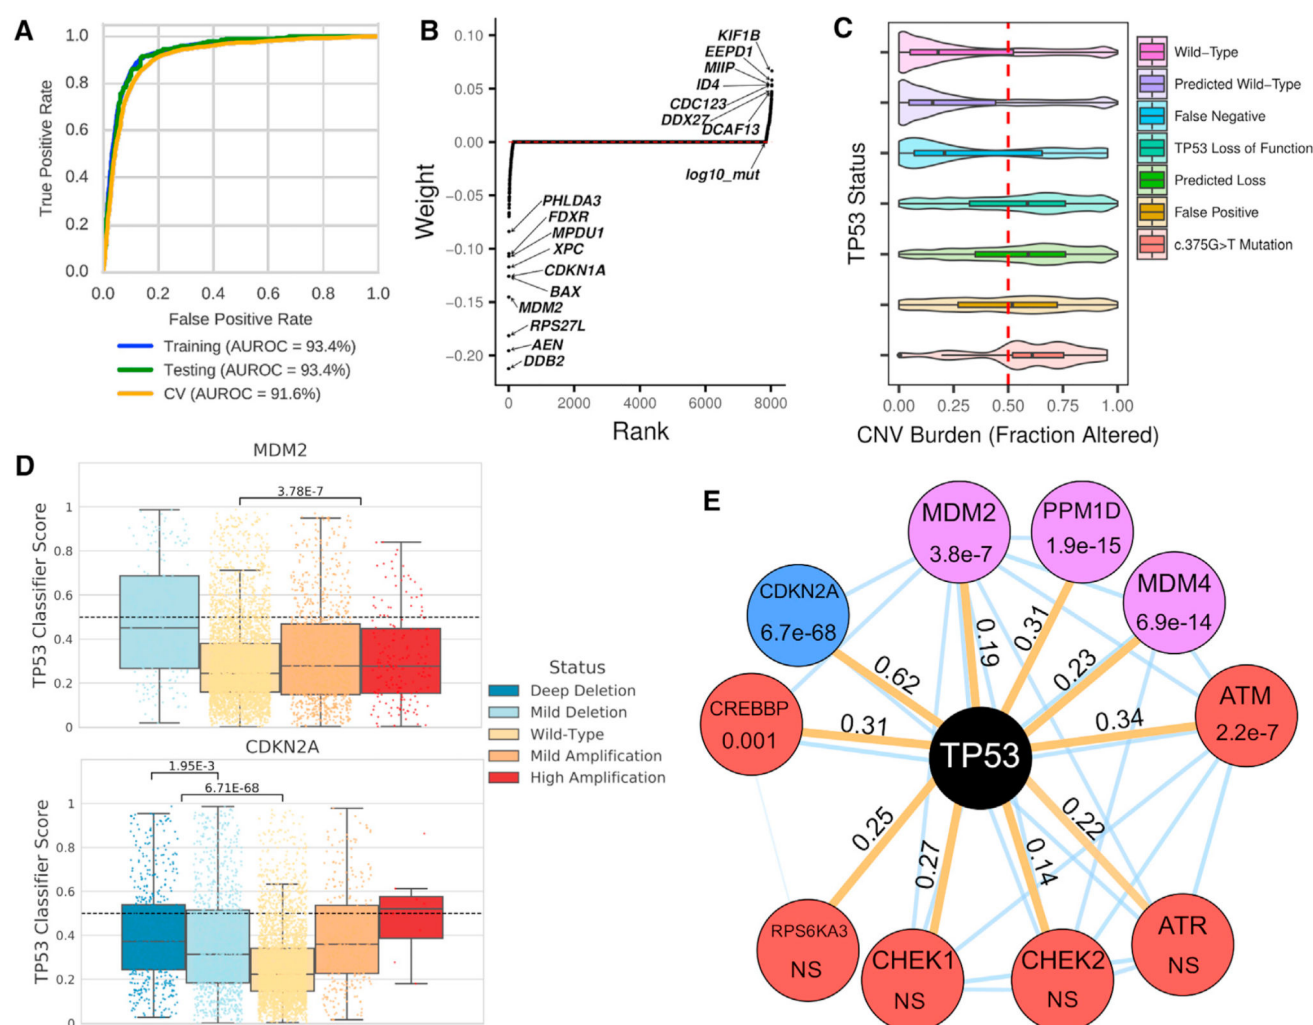 A
1.0
0.8
0.6
0.4
0.2
0.0
True Positive Rate
0.0 0.2 0.4 0.6 0.8 1.0
False Positive Rate
Training (AUROC = 93.4%)
Testing (AUROC = 93.4%)
CV (AUROC = 91.6%)
B
0.10
0.05
0.00
−0.05
−0.10
−0.15
−0.20
Weight
KIF1B
EEPD1
MIIP
ID4
CDC123
DDX27
DCAF13
log10_mut
PHLDA3
FDXR
MPDU1
XPC
CDKN1A
BAX
MDM2
RPS27L
AEN
DDB2
0 2000 4000 6000 8000
Rank
C
TP53 Status
0.00 0.25 0.50 0.75 1.00
CNV Burden (Fraction Altered)
Wild−Type
Predicted Wild−Type
False Negative
TP53 Loss of Function
Predicted Loss
False Positive
c.375G>T Mutation
D
MDM2
3.78E-7
TP53 Classifier Score
1
0.8
0.6
0.4
0.2
0
CDKN2A
1.95E-3
6.71E-68
TP53 Classifier Score
1
0.8
0.6
0.4
0.2
0
Status
Deep Deletion
Mild Deletion
Wild-Type
Mild Amplification
High Amplification
E
MDM2
3.8e-7
PPM1D
1.9e-15
MDM4
6.9e-14
CDKN2A
6.7e-68
ATM
2.2e-7
CREBBP
0.001
TP53
RPS6KA3
NS
CHEK1
NS
CHEK2
NS
ATR
NS
0.19
0.31
0.23
0.62
0.34
0.31
0.25
0.27
0.14
0.22